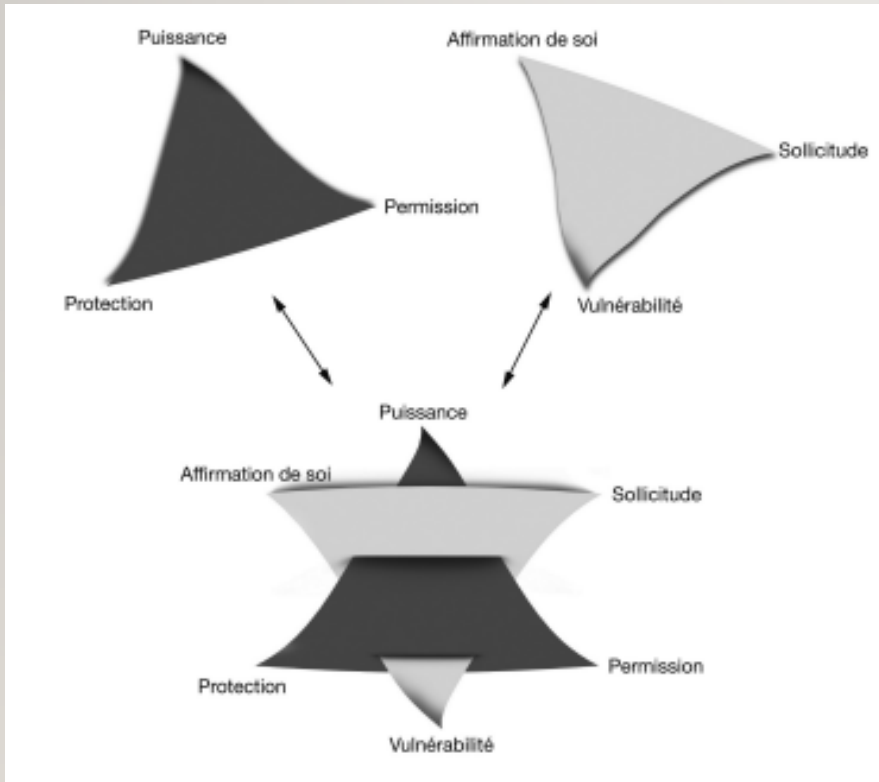 Puissance
Affirmation de soi
Sollicitude
Permission
Protection
Vulnérabilité
Puissance
Affirmation de soi
Sollicitude
Protection
Permission
Vulnérabilité